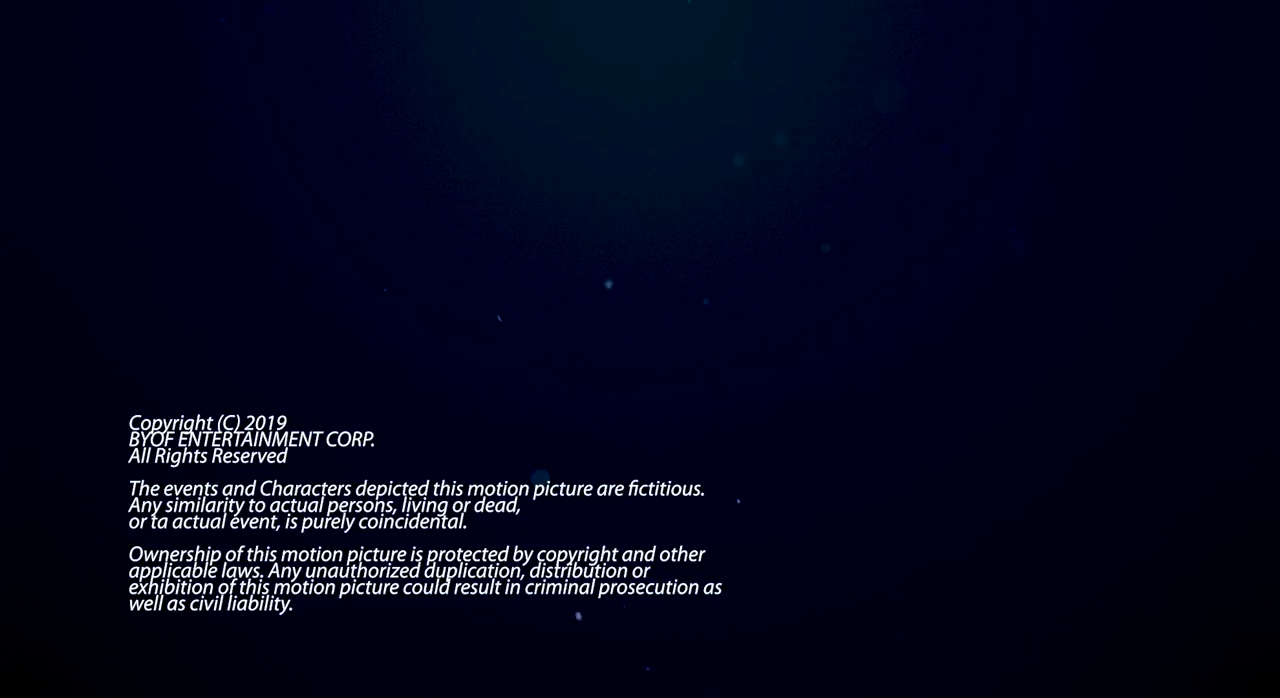 Copyright (C) 2019
BYOF ENTERTAINMENT CORP.
All Rights Reserved
The events and Characters depicted this motion picture are fictitious.
Any similarity to actual persons, living or dead,
or ta actual event, is purely coincidental.
Ownership of this motion picture is protected by copyright and other
applicable laws. Any unauthorized duplication, distribution or
exhibition of this motion picture could result in criminal prosecution as
well as civil liability.